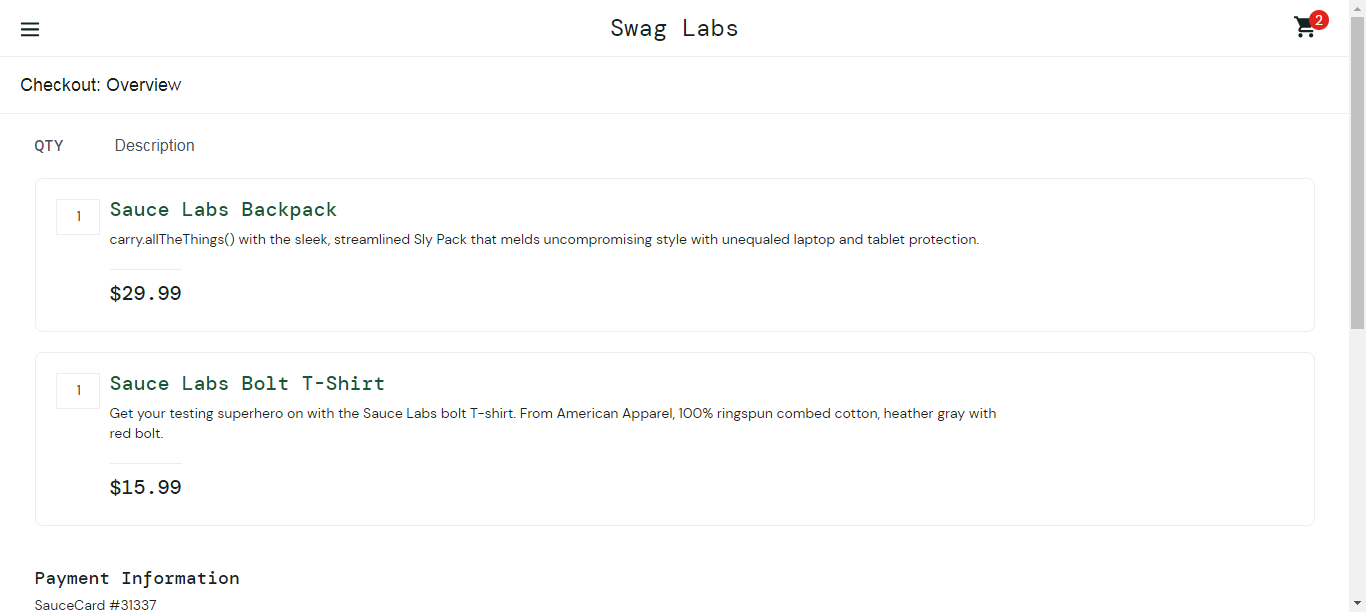 Swag Labs
2
Checkout: Overview
QTY Description
1 Sauce Labs Backpack
carry.allTheThings() with the sleek, streamlined Sly Pack that melds uncompromising style with unequaled laptop and tablet protection.
$29.99
1 Sauce Labs Bolt T-Shirt
Get your testing superhero on with the Sauce Labs bolt T-shirt. From American Apparel, 100% ringspun combed cotton, heather gray with
red bolt.
$15.99
Payment Information
SauceCard #31337